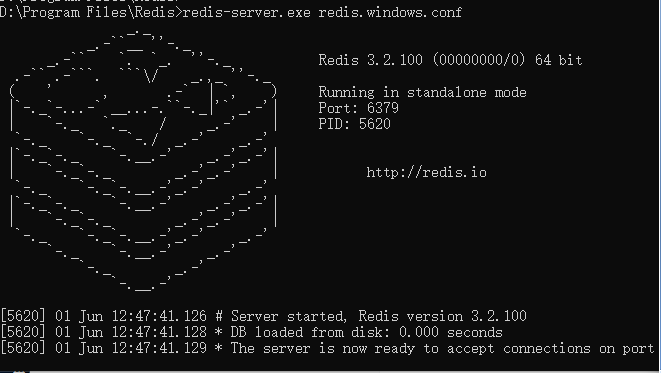 D:\Program Files\Redis>redis-server.exe redis.windows.conf
Redis 3.2.100 (00000000/0) 64 bit
Running in standalone mode
Port: 6379
PID: 5620
http://redis.io
[5620] 01 Jun 12:47:41.126 # Server started, Redis version 3.2.100
[5620] 01 Jun 12:47:41.128 * DB loaded from disk: 0.000 seconds
[5620] 01 Jun 12:47:41.129 * The server is now ready to accept connections on port